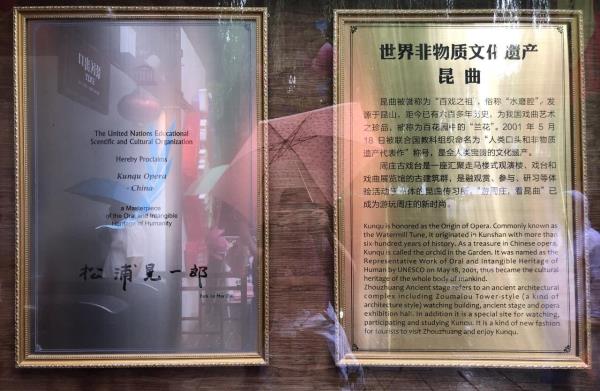 The United Nations Educational
Scientific and Cultural Organization
Hereby Proclaims
Kunqu Opera
- China -
a Masterpiece
of the Oral and Intangible
Heritage of Humanity
松浦晃一郎
世界非物质文化遗产
昆曲
昆曲被誉称为“百戏之祖”，俗称“水磨腔”，发
源于昆山，距今已有六百多年历史，为我国戏曲艺术
之珍品，被称为百花园中的“兰花”。2001 年 5 月
18 日被联合国教科组织命名为“人类口头和非物质
遗产代表作”称号，是全人类宝贵的文化遗产。
周庄古戏台是一座汇聚走马楼式观演楼、戏台和
戏曲展览馆的古建筑群，是融观赏、参与、研习等体
验活动于一体的昆曲传习所，“游周庄，看昆曲”已
成为游玩周庄的新时尚。
Kunqu is honored as the Origin of Opera. Commonly known as
the Watermill Tune, it originated in Kunshan with more than
six-hundred years of history. As a treasure in Chinese opera,
Kunqu is called the orchid in the Garden. It was named as the
Representative Work of Oral and Intangible Heritage of
Human by UNESCO on May 18, 2001, thus became the cultural
heritage of the whole body of mankind.
Zhouzhuang Ancient stage refers to an ancient architectural
complex including Zoumalou Tower-style (a kind of
architecture style) watching building, ancient stage and opera
exhibition hall. In addition it is a special site for watching,
participating and studying Kunqu. It is a kind of new fashion
for tourists to visit Zhouzhuang and enjoy Kunqu.